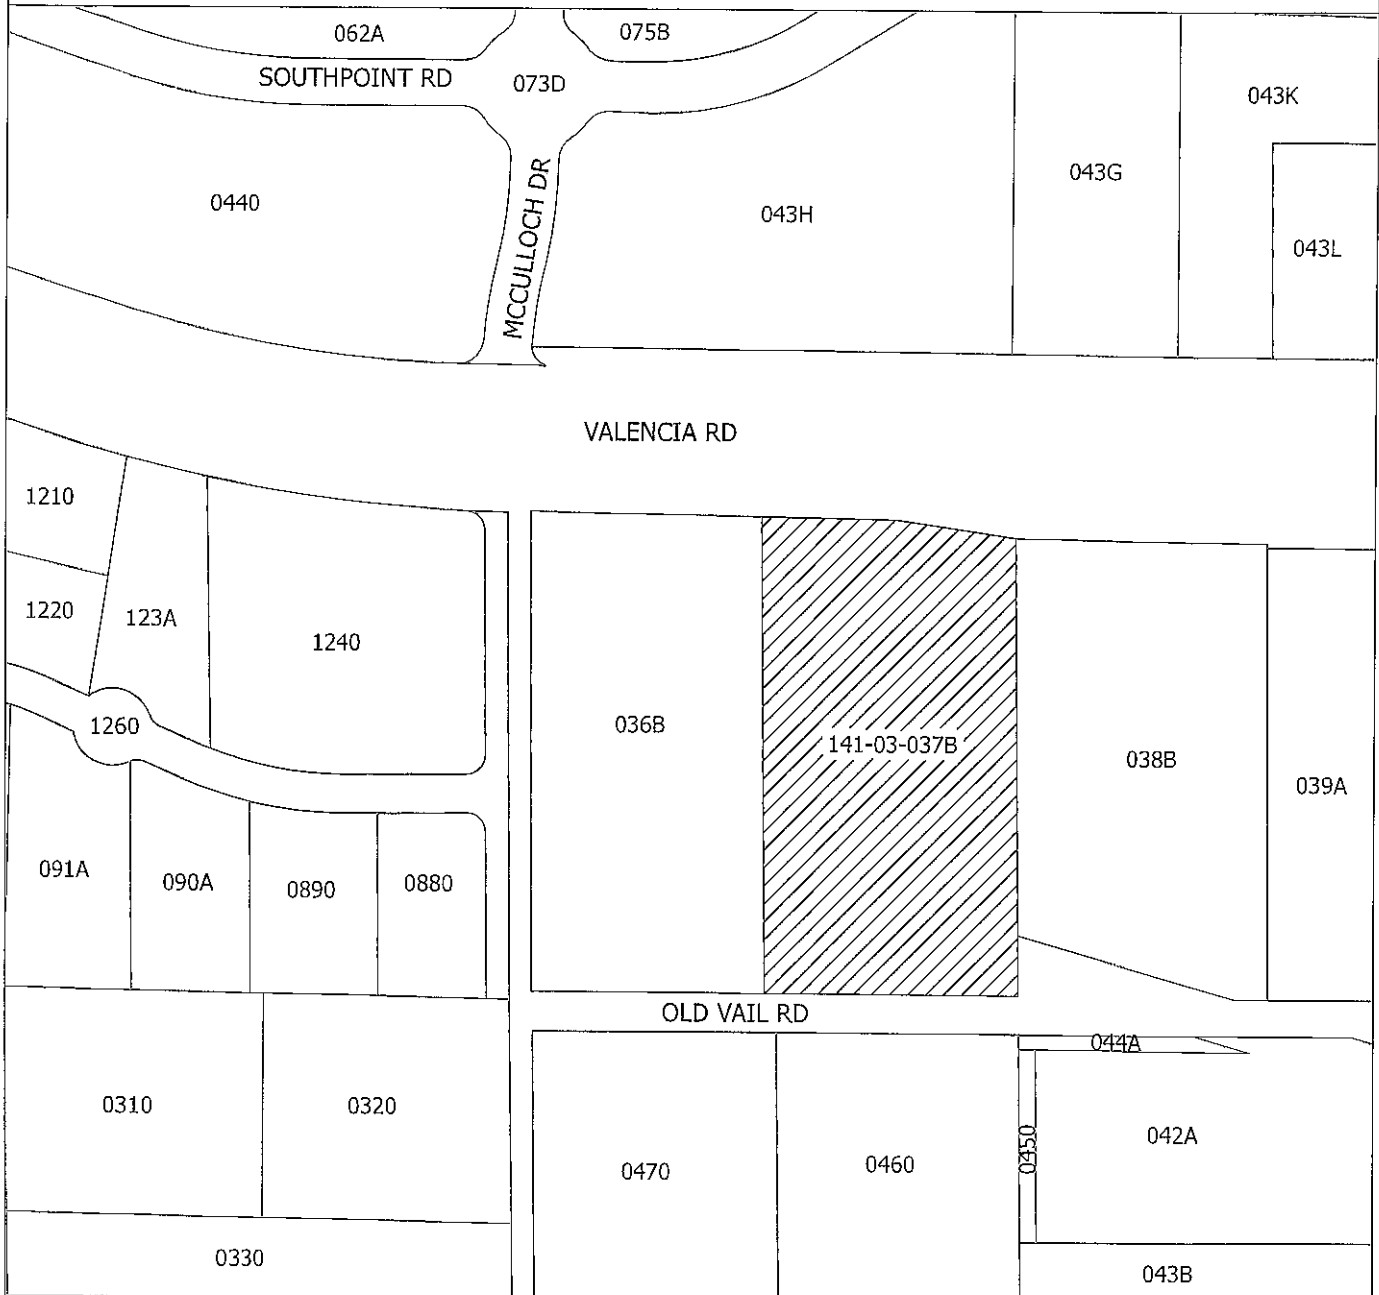 062A
075B
SOUTHPOINT RD
073D
043K
043G
0440
043H
043L
MCCULLOCH DR
VALENCIA RD
1210
1220
123A
1240
1260
036B
141-03-037B
038B
039A
091A
090A
0890
0880
OLD VAIL RD
044A
0310
0320
0450
042A
0470
0460
0330
043B